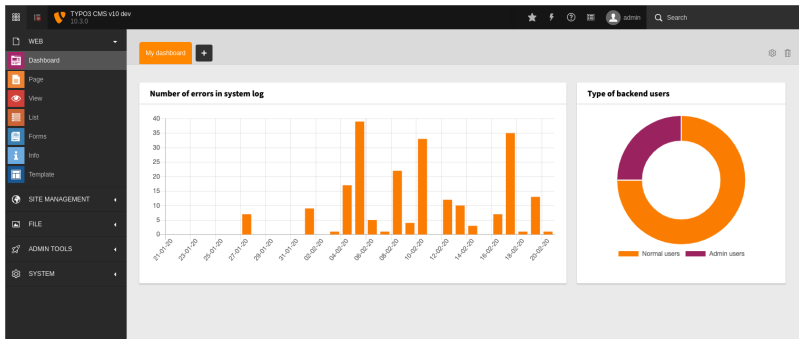 TYPO3 CMS v10 dev
10.3.0
admin
Search
WEB
Dashboard
Page
View
List
Forms
Info
Template
SITE MANAGEMENT
FILE
ADMIN TOOLS
SYSTEM
My dashboard +
Number of errors in system log
40
35
30
25
20
15
10
5
0
21-01-20
23-01-20
25-01-20
27-01-20
29-01-20
31-01-20
02-02-20
04-02-20
06-02-20
08-02-20
10-02-20
12-02-20
14-02-20
16-02-20
18-02-20
20-02-20
Type of backend users
Normal users
Admin users